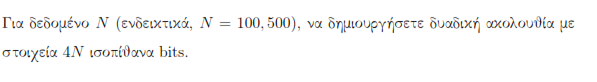 Για δεδομένο N (ενδεικτικά, N = 100, 500), να δημιουργήσετε δυαδική ακολουθία με
στοιχεία 4N ισοπίθανα bits.